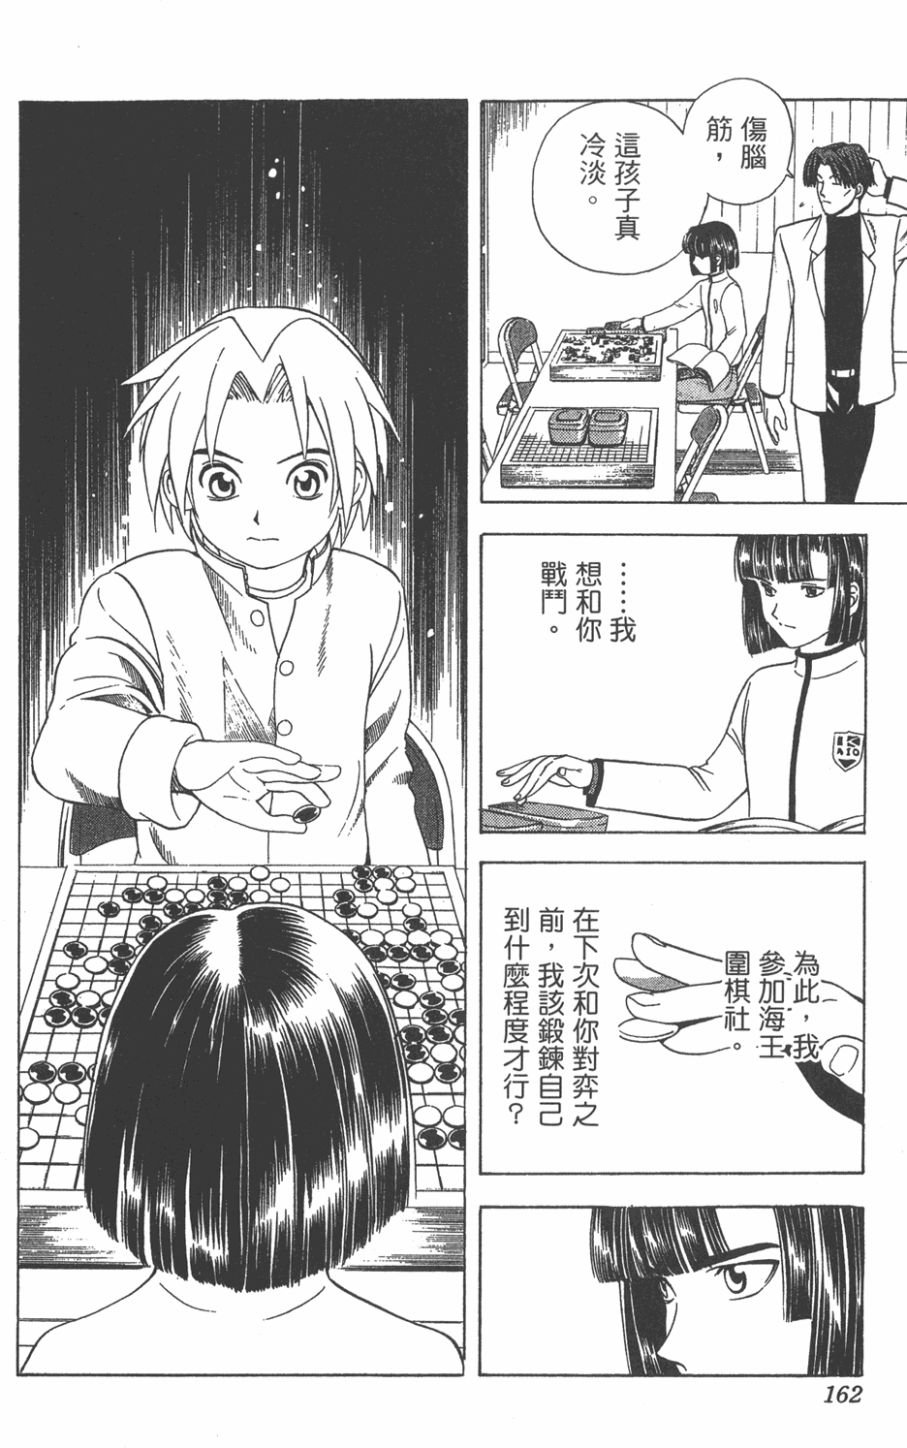 傷腦
筋，
這孩子真
冷淡。
……我
想和你
戰鬥。
為此，我
參加海王
圍棋社。
在下次和你對弈之
前，我該鍛鍊自己
到什麼程度才行？
162